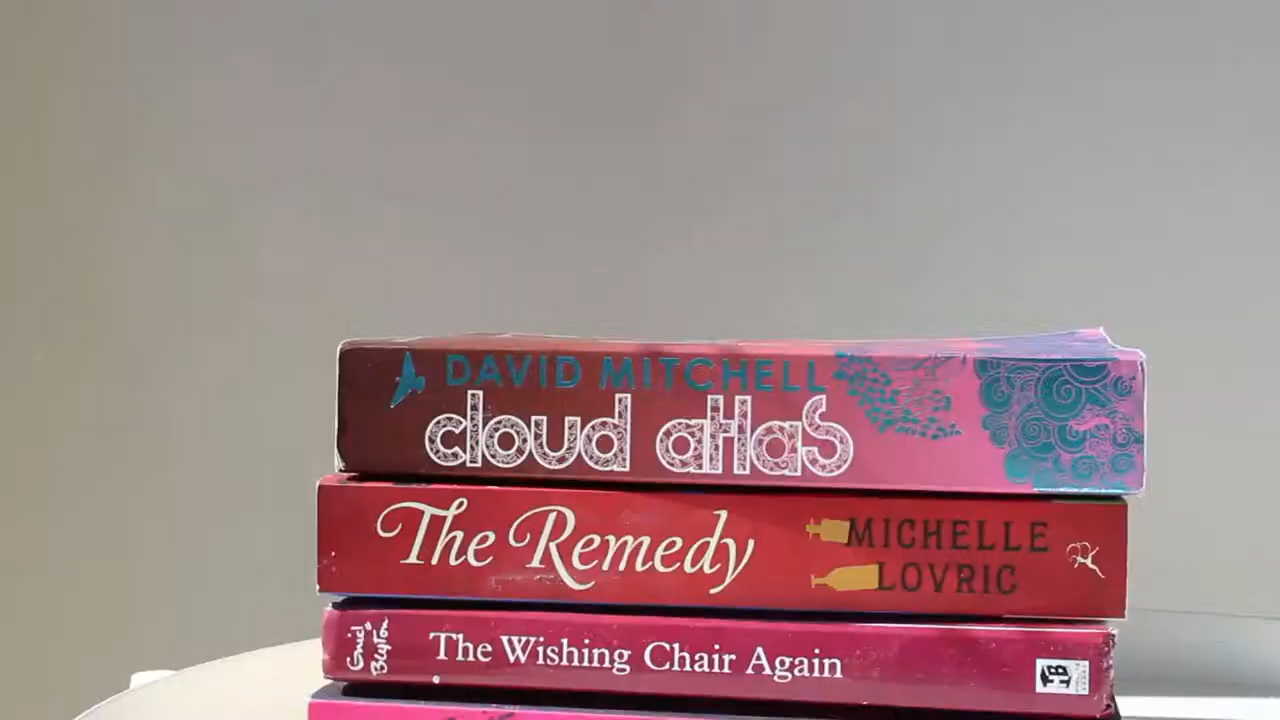 DAVID MITCHELL
cloud atlas
The Remedy
MICHELLE
LOVRIC
Enid
Blyton
The Wishing Chair Again